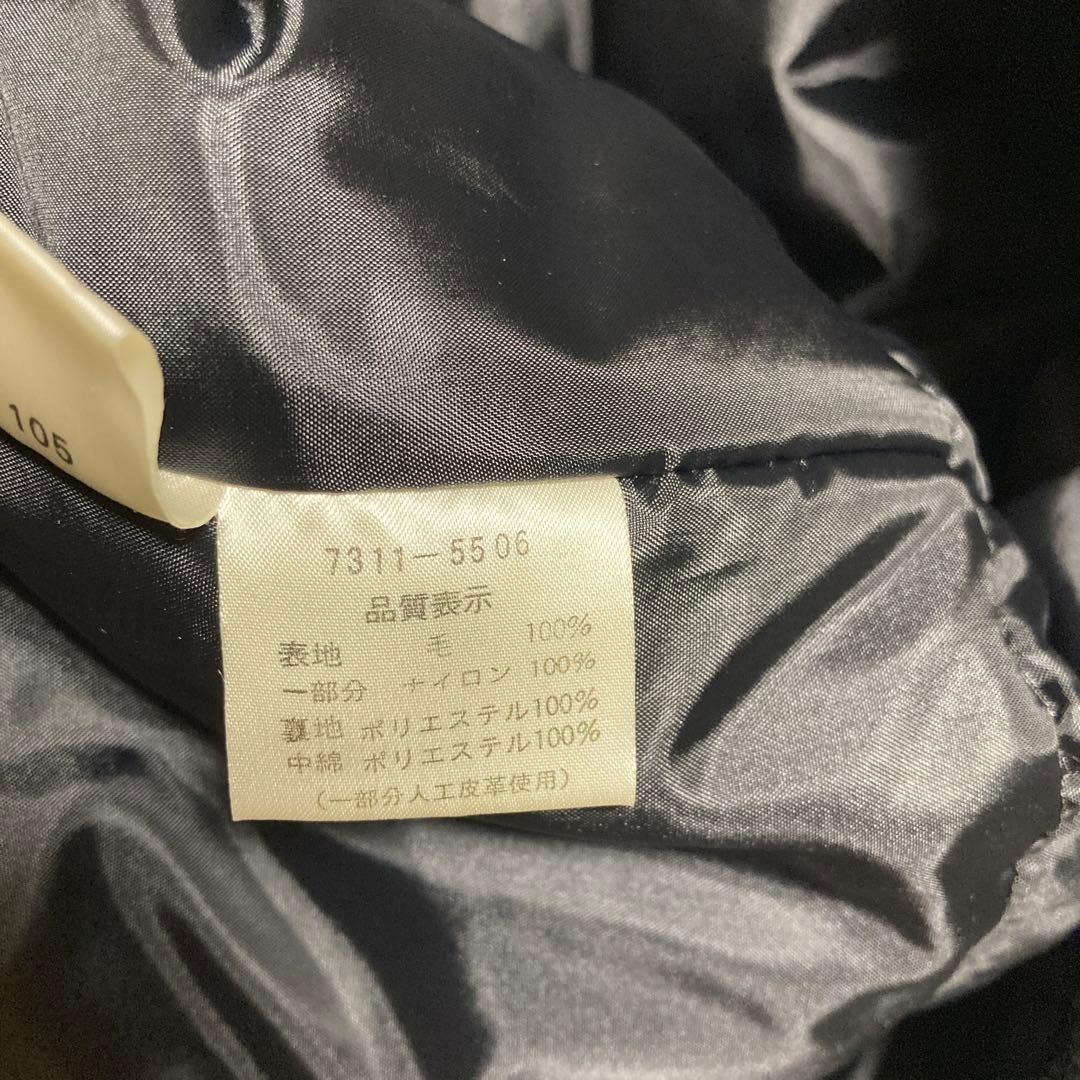 105
7311-5506
品質表示
表地 毛 100%
一部分 ナイロン 100%
裏地 ポリエステル100%
中綿 ポリエステル100%
(一部分人工皮革使用)